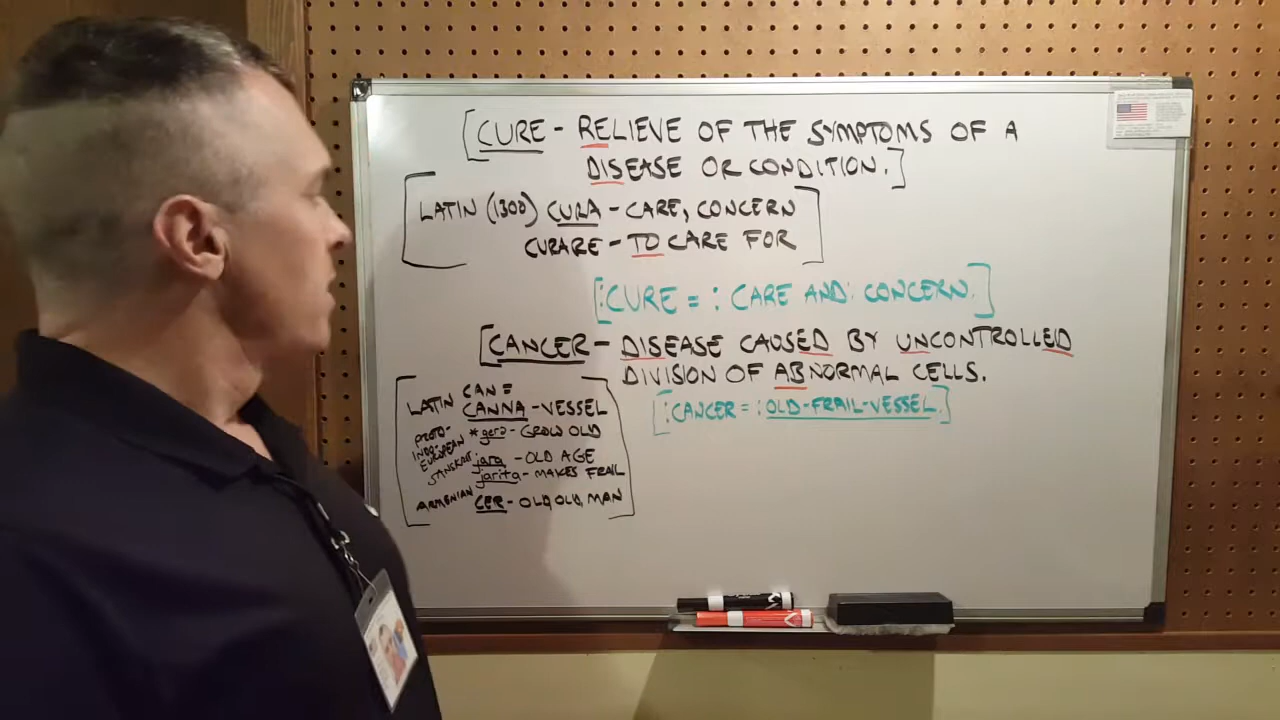 [CURE - RELIEVE OF THE SYMPTOMS OF A
DISEASE OR CONDITION.]
[LATIN (1300) CURA - CARE, CONCERN
CURARE - TO CARE FOR]
[:CURE = : CARE AND: CONCERN.]
[CANCER - DISEASE CAUSED BY UNCONTROLLEID
DIVISION OF ABNORMAL CELLS.
[LATIN CAN =
CANNA - VESSEL
PROTO-INDO-EUROPEAN *gerə - GROW OLD
SANSKRIT jara - OLD AGE
jarita - MAKES FRAIL
ARMENIAN CER - OLD, OLD, MAN]
[:CANCER = :OLD-FRAIL-VESSEL.]